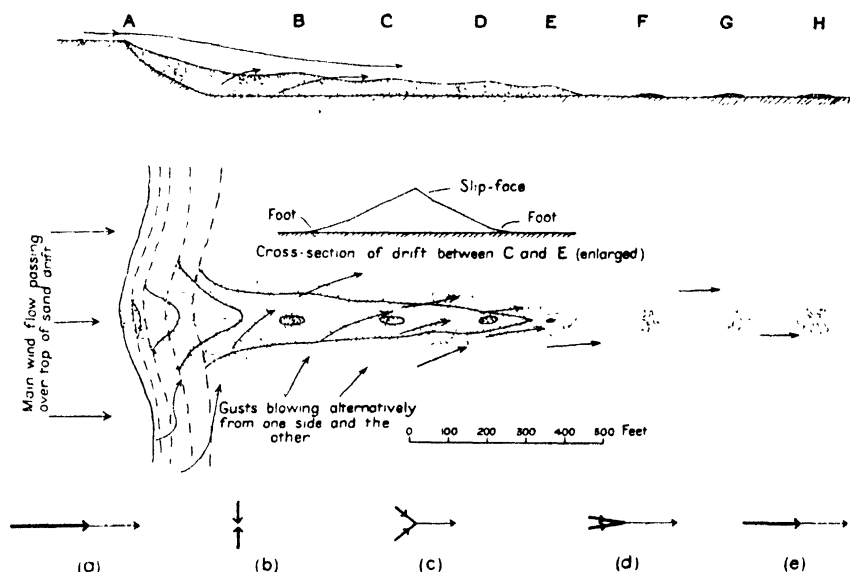 A B C D E F G H
Slip-face
Foot
Foot
Cross-section of drift between C and E (enlarged)
Main wind flow passing
over top of sand drift
Gusts blowing alternatively
from one side and the
other
0 100 200 300 400 500 Feet
(a) (b) (c) (d) (e)